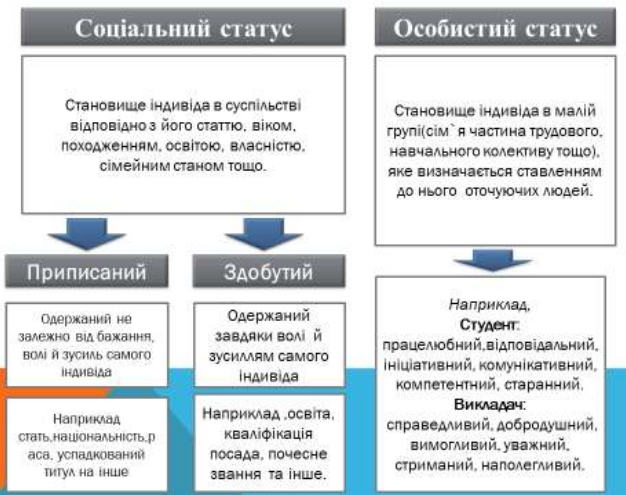 Соціальний статус
Становище індивіда в суспільстві
відповідно з його статтю, віком,
походженням, освітою, власністю,
сімейним станом тощо.
Приписаний
Одержаний не
залежно від бажання,
волі й зусиль самого
індивіда
Наприклад
стать,національність,р
аса, успадкований
титул на інше
Здобутий
Одержаний
завдяки волі й
зусиллям самого
індивіда
Наприклад ,освіта,
кваліфікація
посада, почесне
звання та інше.
Особистий статус
Становище індивіда в малій
групі(сім`я частина трудового,
навчального колективу тощо),
яке визначається ставленням
до нього оточуючих людей.
Наприклад,
Студент:
працелюбний,відповідальний,
ініціативний, комунікативний,
компетентний, старанний.
Викладач:
справедливий, добродушний,
вимогливий, уважний,
стриманий, наполегливий.